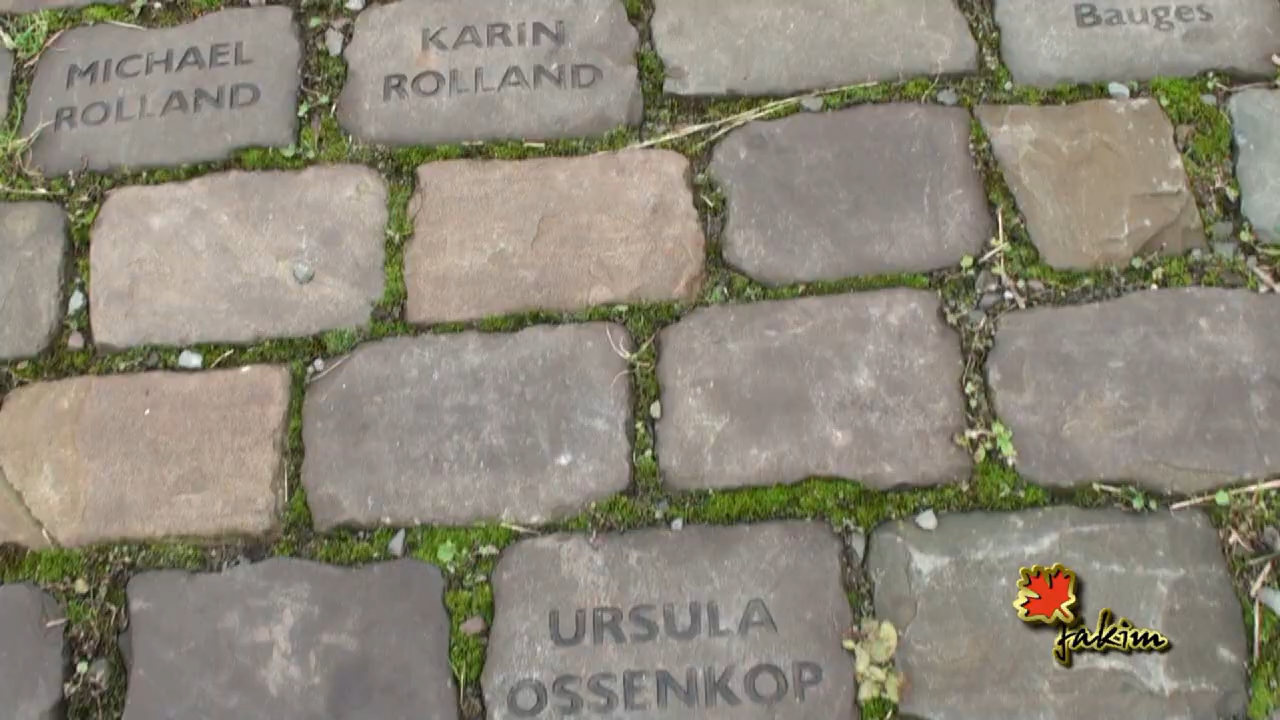 MICHAEL
ROLLAND
KARIN
ROLLAND
Bauges
URSULA
OSSENKOP
jakim